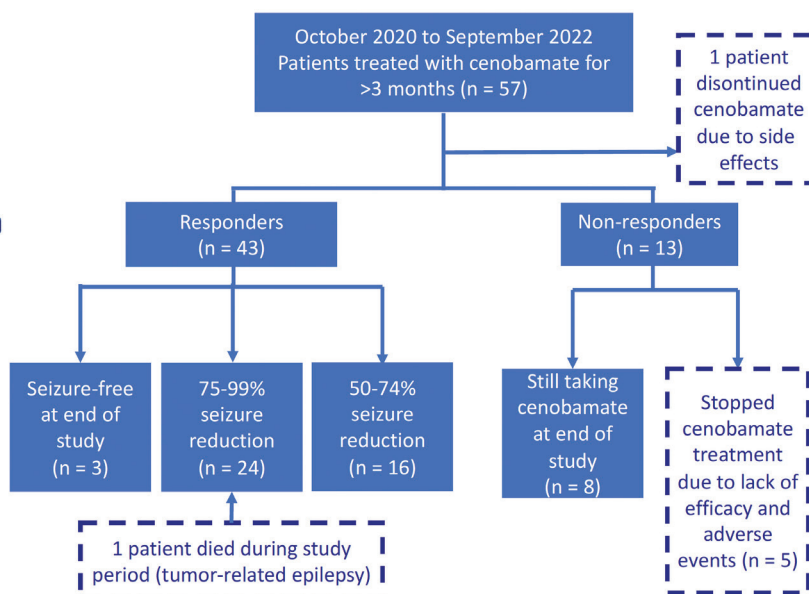 October 2020 to September 2022
Patients treated with cenobamate for
>3 months (n = 57)
1 patient
discontinued
cenobamate
due to side
effects
Responders
(n = 43)
Non-responders
(n = 13)
Seizure-free
at end of
study
(n = 3)
75-99%
seizure
reduction
(n = 24)
50-74%
seizure
reduction
(n = 16)
Still taking
cenobamate
at end of
study
(n = 8)
Stopped
cenobamate
treatment
due to lack of
efficacy and
adverse
events (n = 5)
1 patient died during study
period (tumor-related epilepsy)